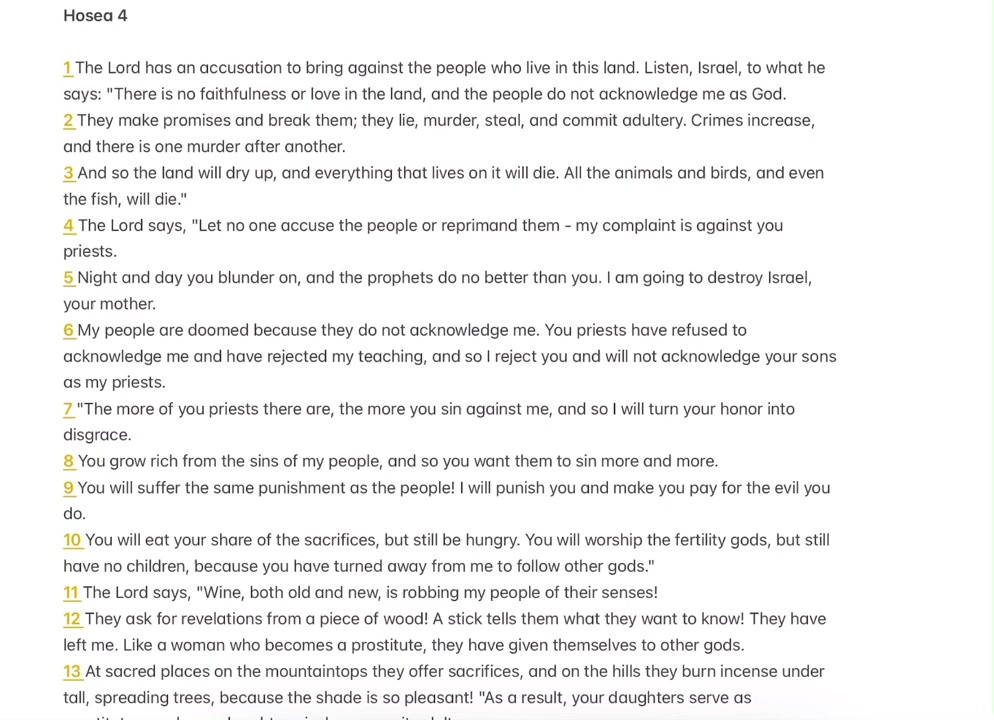 Hosea 4
1 The Lord has an accusation to bring against the people who live in this land. Listen, Israel, to what he
says: "There is no faithfulness or love in the land, and the people do not acknowledge me as God.
2 They make promises and break them; they lie, murder, steal, and commit adultery. Crimes increase,
and there is one murder after another.
3 And so the land will dry up, and everything that lives on it will die. All the animals and birds, and even
the fish, will die."
4 The Lord says, "Let no one accuse the people or reprimand them - my complaint is against you
priests.
5 Night and day you blunder on, and the prophets do no better than you. I am going to destroy Israel,
your mother.
6 My people are doomed because they do not acknowledge me. You priests have refused to
acknowledge me and have rejected my teaching, and so I reject you and will not acknowledge your sons
as my priests.
7 "The more of you priests there are, the more you sin against me, and so I will turn your honor into
disgrace.
8 You grow rich from the sins of my people, and so you want them to sin more and more.
9 You will suffer the same punishment as the people! I will punish you and make you pay for the evil you
do.
10 You will eat your share of the sacrifices, but still be hungry. You will worship the fertility gods, but still
have no children, because you have turned away from me to follow other gods."
11 The Lord says, "Wine, both old and new, is robbing my people of their senses!
12 They ask for revelations from a piece of wood! A stick tells them what they want to know! They have
left me. Like a woman who becomes a prostitute, they have given themselves to other gods.
13 At sacred places on the mountaintops they offer sacrifices, and on the hills they burn incense under
tall, spreading trees, because the shade is so pleasant! "As a result, your daughters serve as